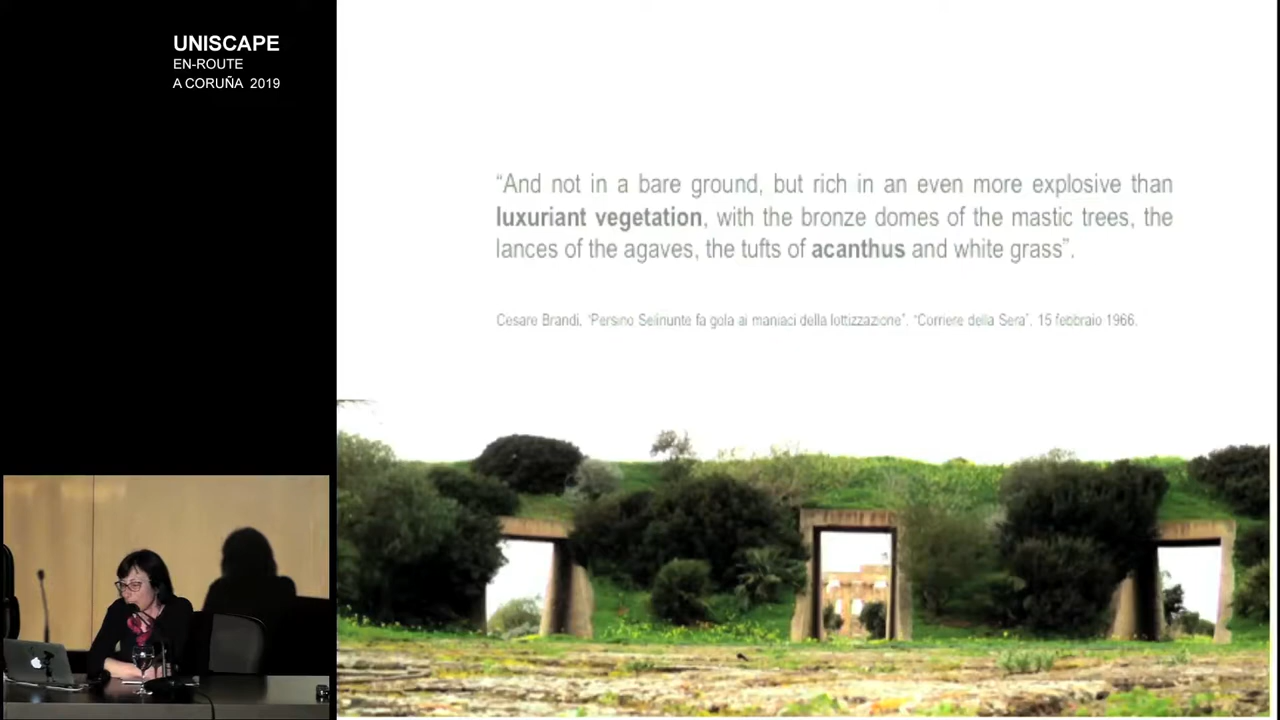 UNISCAPE
EN-ROUTE
A CORUÑA 2019
“And not in a bare ground, but rich in an even more explosive than
luxuriant vegetation, with the bronze domes of the mastic trees, the
lances of the agaves, the tufts of acanthus and white grass”.
Cesare Brandi, “Persino Selinunte fa gola ai maniaci della lottizzazione”. “Corriere della Sera”. 15 febbraio 1966.